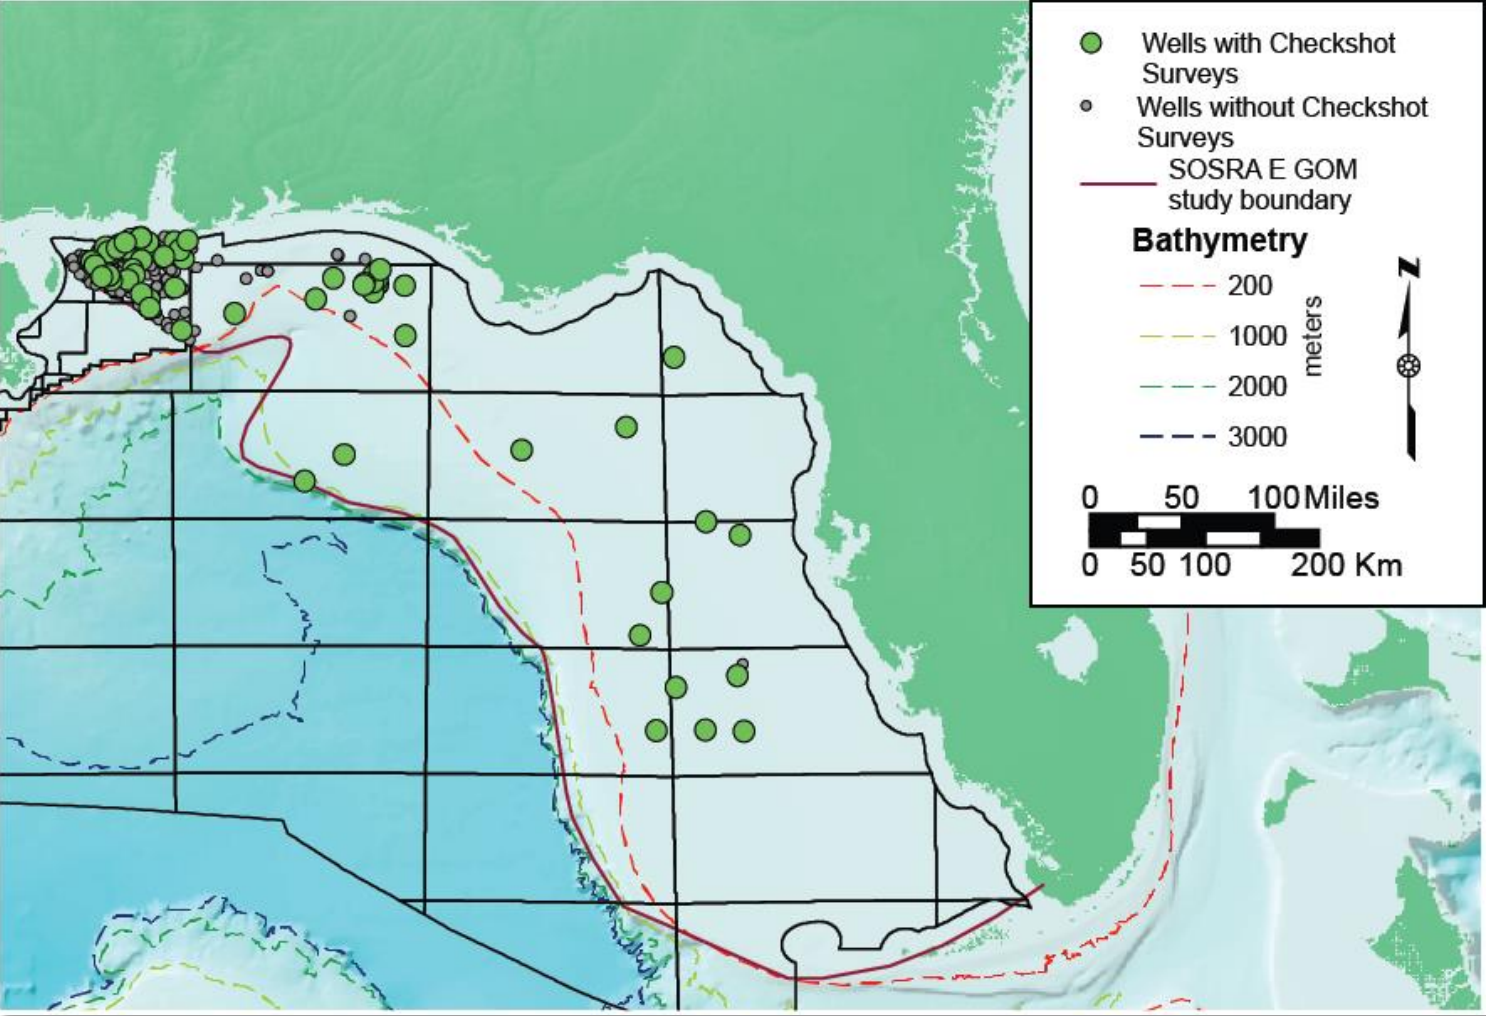 Wells with Checkshot
Surveys
Wells without Checkshot
Surveys
SOSRA E GOM
study boundary
Bathymetry
200
1000
2000
3000
meters
N
0 50 100 Miles
0 50 100 200 Km